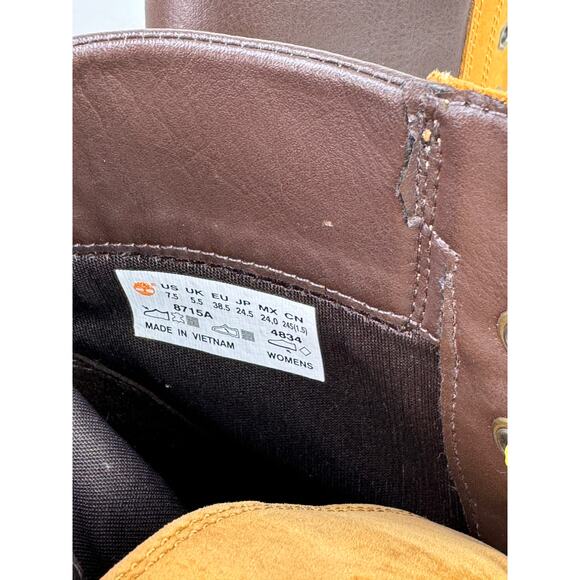 US UK EU JP MX CN
7.5 5.5 38.5 24.5 24.0 245(1.5)
8715A 4834
MADE IN VIETNAM WOMENS